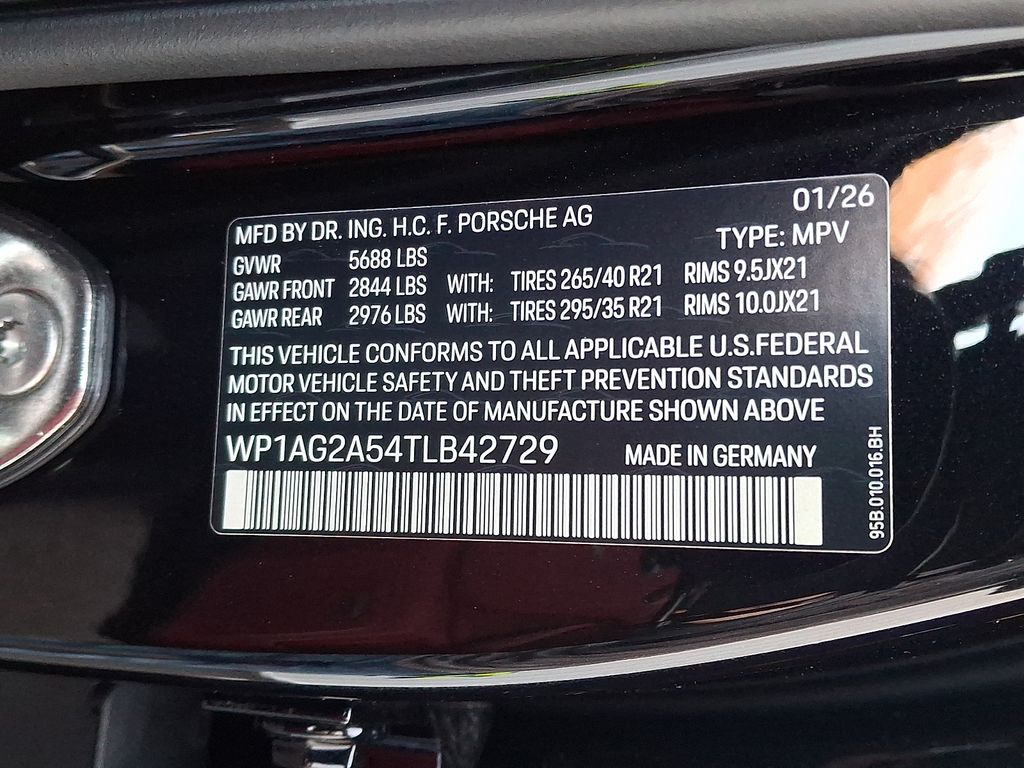 01/26
MFD BY DR. ING. H.C. F. PORSCHE AG
TYPE: MPV
GVWR 5688 LBS
GAWR FRONT 2844 LBS WITH: TIRES 265/40 R21 RIMS 9.5JX21
GAWR REAR 2976 LBS WITH: TIRES 295/35 R21 RIMS 10.0JX21
THIS VEHICLE CONFORMS TO ALL APPLICABLE U.S.FEDERAL
MOTOR VEHICLE SAFETY AND THEFT PREVENTION STANDARDS
IN EFFECT ON THE DATE OF MANUFACTURE SHOWN ABOVE
WP1AG2A54TLB42729 MADE IN GERMANY
95B.010.016.BH